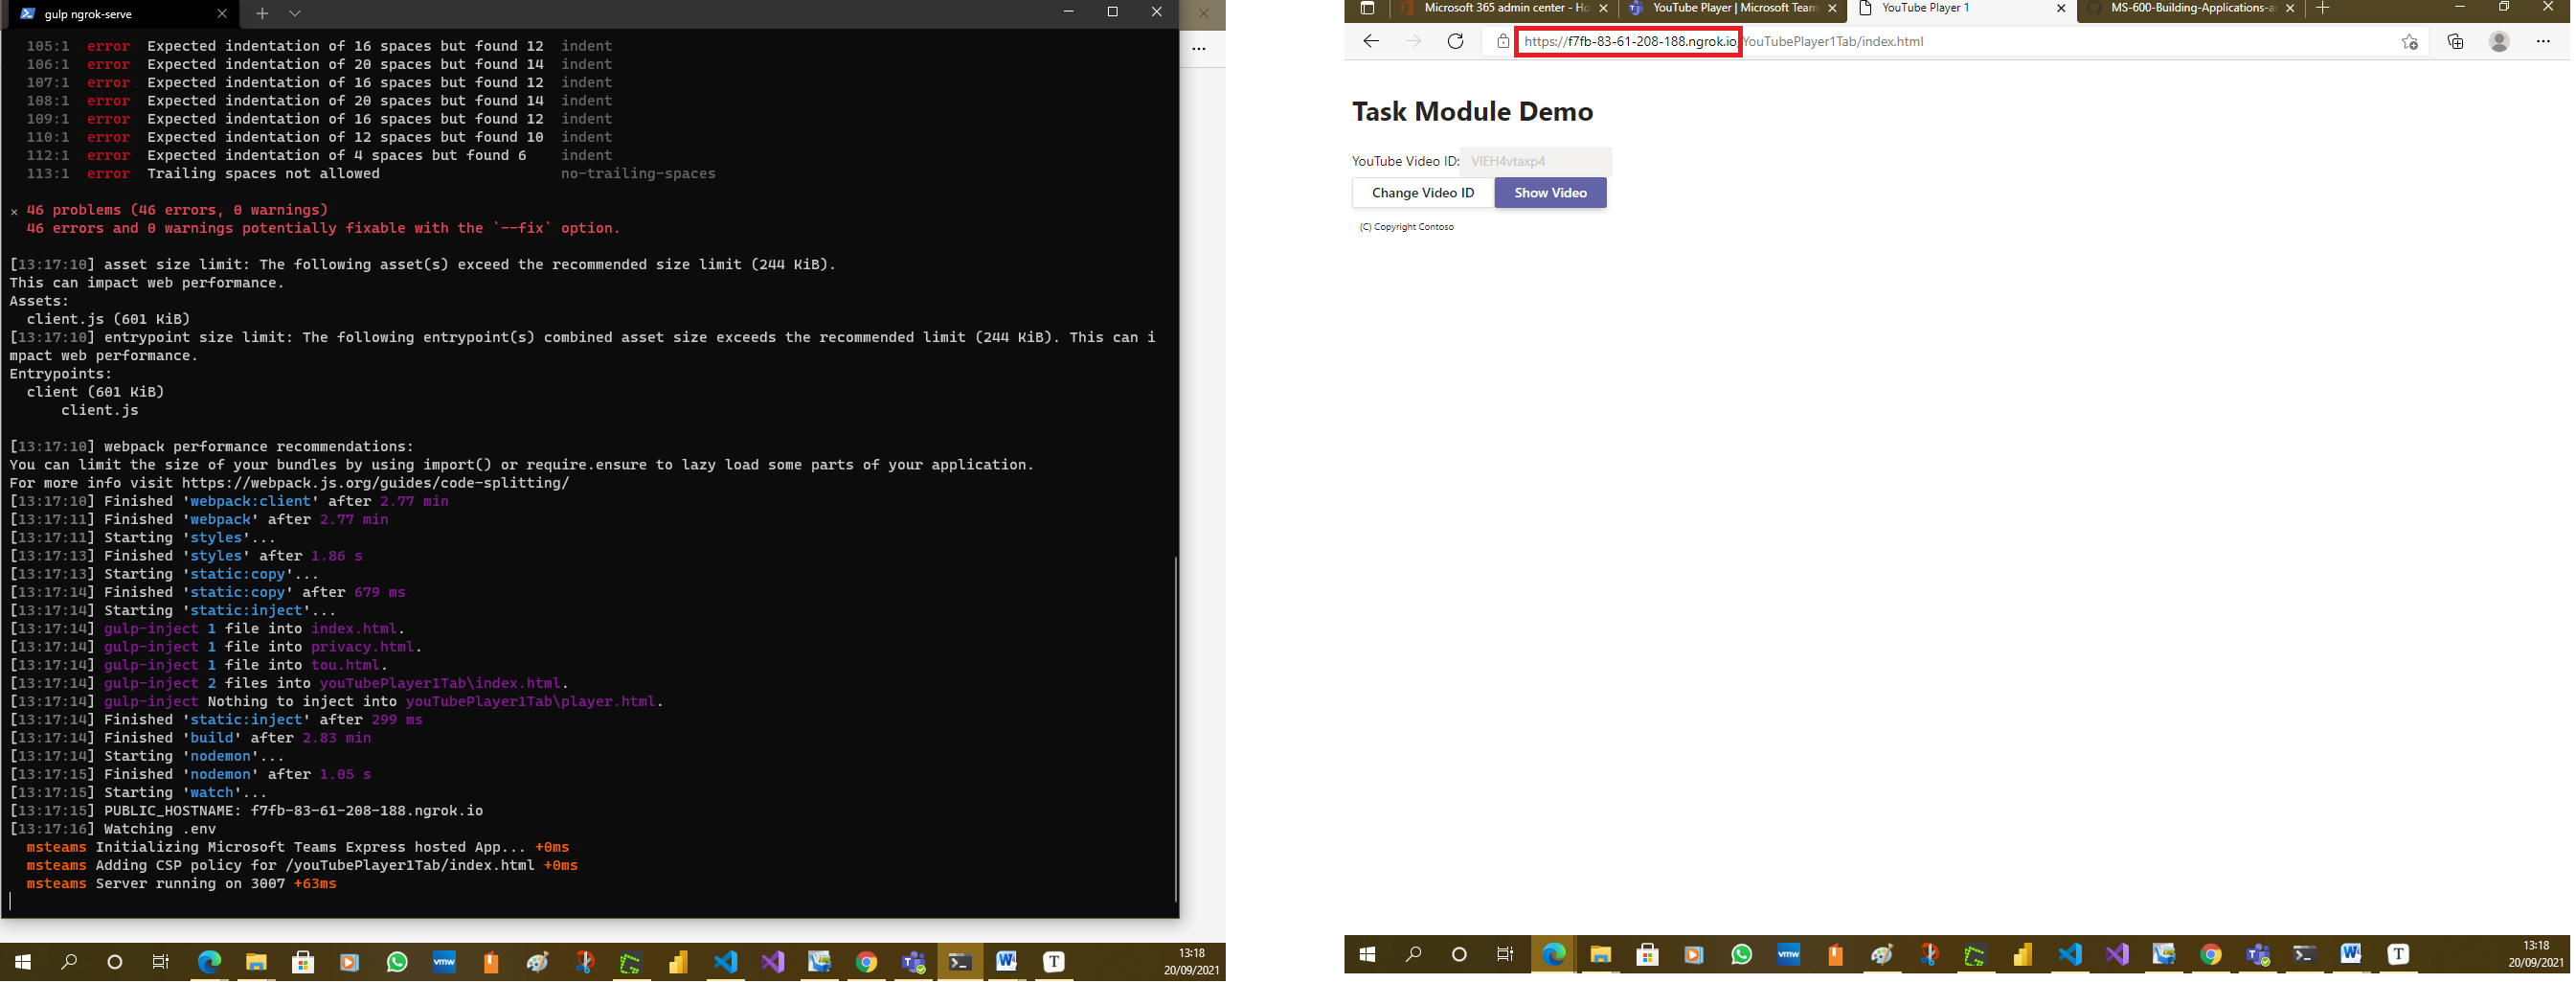 gulp ngrok-serve
105:1 error Expected indentation of 16 spaces but found 12 indent
106:1 error Expected indentation of 20 spaces but found 14 indent
107:1 error Expected indentation of 16 spaces but found 12 indent
108:1 error Expected indentation of 20 spaces but found 14 indent
109:1 error Expected indentation of 16 spaces but found 12 indent
110:1 error Expected indentation of 12 spaces but found 10 indent
112:1 error Expected indentation of 4 spaces but found 6 indent
113:1 error Trailing spaces not allowed no-trailing-spaces
× 46 problems (46 errors, 0 warnings)
46 errors and 0 warnings potentially fixable with the `--fix` option.
[13:17:10] asset size limit: The following asset(s) exceed the recommended size limit (244 KiB).
This can impact web performance.
Assets:
client.js (601 KiB)
[13:17:10] entrypoint size limit: The following entrypoint(s) combined asset size exceeds the recommended limit (244 KiB). This can i
mpact web performance.
Entrypoints:
client (601 KiB)
client.js
[13:17:10] webpack performance recommendations:
You can limit the size of your bundles by using import() or require.ensure to lazy load some parts of your application.
For more info visit https://webpack.js.org/guides/code-splitting/
[13:17:10] Finished 'webpack:client' after 2.77 min
[13:17:11] Finished 'webpack' after 2.77 min
[13:17:11] Starting 'styles'...
[13:17:13] Finished 'styles' after 1.86 s
[13:17:13] Starting 'static:copy'...
[13:17:14] Finished 'static:copy' after 679 ms
[13:17:14] Starting 'static:inject'...
[13:17:14] gulp-inject 1 file into index.html.
[13:17:14] gulp-inject 1 file into privacy.html.
[13:17:14] gulp-inject 1 file into tou.html.
[13:17:14] gulp-inject 2 files into youTubePlayer1Tab\index.html.
[13:17:14] gulp-inject Nothing to inject into youTubePlayer1Tab\player.html.
[13:17:14] Finished 'static:inject' after 299 ms
[13:17:14] Finished 'build' after 2.83 min
[13:17:14] Starting 'nodemon'...
[13:17:15] Finished 'nodemon' after 1.05 s
[13:17:15] Starting 'watch'...
[13:17:15] PUBLIC_HOSTNAME: f7fb-83-61-208-188.ngrok.io
[13:17:16] Watching .env
msteams Initializing Microsoft Teams Express hosted App... +0ms
msteams Adding CSP policy for /youTubePlayer1Tab/index.html +0ms
msteams Server running on 3007 +63ms
vmw
W
T
13:18
20/09/2021
Microsoft 365 admin center - Ho
YouTube Player | Microsoft Team
YouTube Player 1
MS-600-Building-Applications-a
https://f7fb-83-61-208-188.ngrok.io/YouTubePlayer1Tab/index.html
Task Module Demo
YouTube Video ID: VlEH4vtaxp4
Change Video ID Show Video
(C) Copyright Contoso
vmw
W
T
13:18
20/09/2021